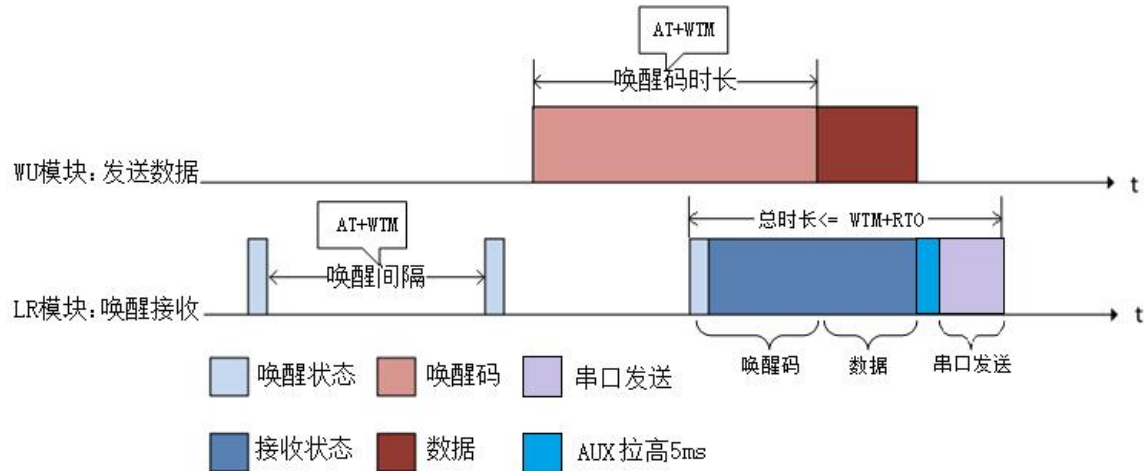 AT+WTM
唤醒码时长
WU模块:发送数据
t
总时长<= WTM+RTO
AT+WTM
唤醒间隔
LR模块:唤醒接收
t
唤醒码 数据 串口发送
唤醒状态 唤醒码 串口发送
接收状态 数据 AUX 拉高5ms